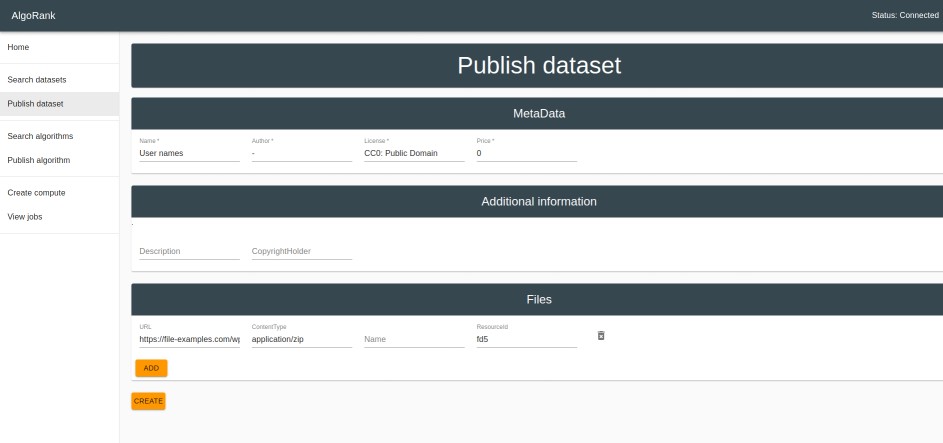 AlgoRank
Status: Connected
Home
Search datasets
Publish dataset
Search algorithms
Publish algorithm
Create compute
View jobs
Publish dataset
MetaData
Name * Author * License * Price *
User names - CC0: Public Domain 0
Additional information
Description CopyrightHolder
Files
URL ContentType ResourceId
https://file-examples.com/wp application/zip Name fd5
ADD
CREATE